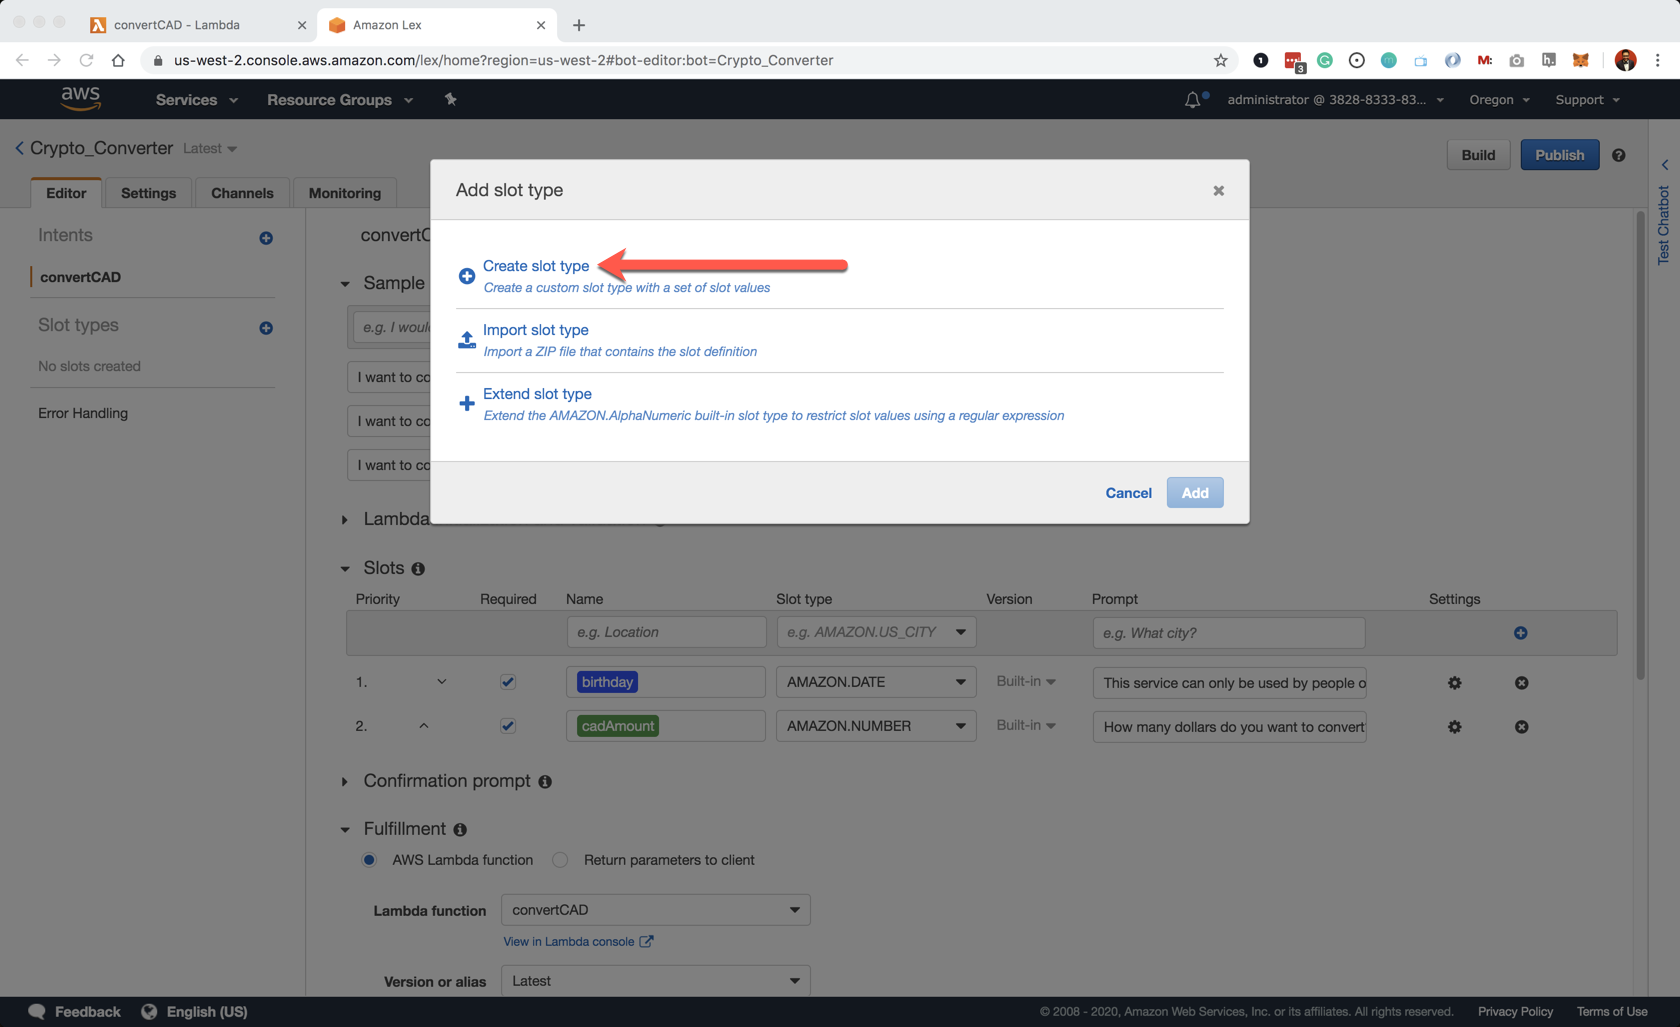 convertCAD - Lambda
Amazon Lex
us-west-2.console.aws.amazon.com/lex/home?region=us-west-2#bot-editor:bot=Crypto_Converter
3
M:
h.
aws
Services
Resource Groups
administrator @ 3828-8333-83...
Oregon
Support
Crypto_Converter
Latest
Build
Publish
Editor
Settings
Channels
Monitoring
Test Chatbot
Add slot type
Create slot type
Create a custom slot type with a set of slot values
Import slot type
Import a ZIP file that contains the slot definition
Extend slot type
Extend the AMAZON.AlphaNumeric built-in slot type to restrict slot values using a regular expression
Cancel
Add
Intents
convertCAD
Slot types
No slots created
Error Handling
convertC
Sample
e.g. I woul
I want to co
I want to co
I want to co
Lambda
Slots
Priority
Required
Name
Slot type
Version
Prompt
Settings
e.g. Location
e.g. AMAZON.US_CITY
e.g. What city?
1.
birthday
AMAZON.DATE
Built-in
This service can only be used by people o
2.
cadAmount
AMAZON.NUMBER
Built-in
How many dollars do you want to convert
Confirmation prompt
Fulfillment
AWS Lambda function
Return parameters to client
Lambda function
convertCAD
View in Lambda console
Version or alias
Latest
Feedback
English (US)
© 2008 - 2020, Amazon Web Services, Inc. or its affiliates. All rights reserved.
Privacy Policy
Terms of Use